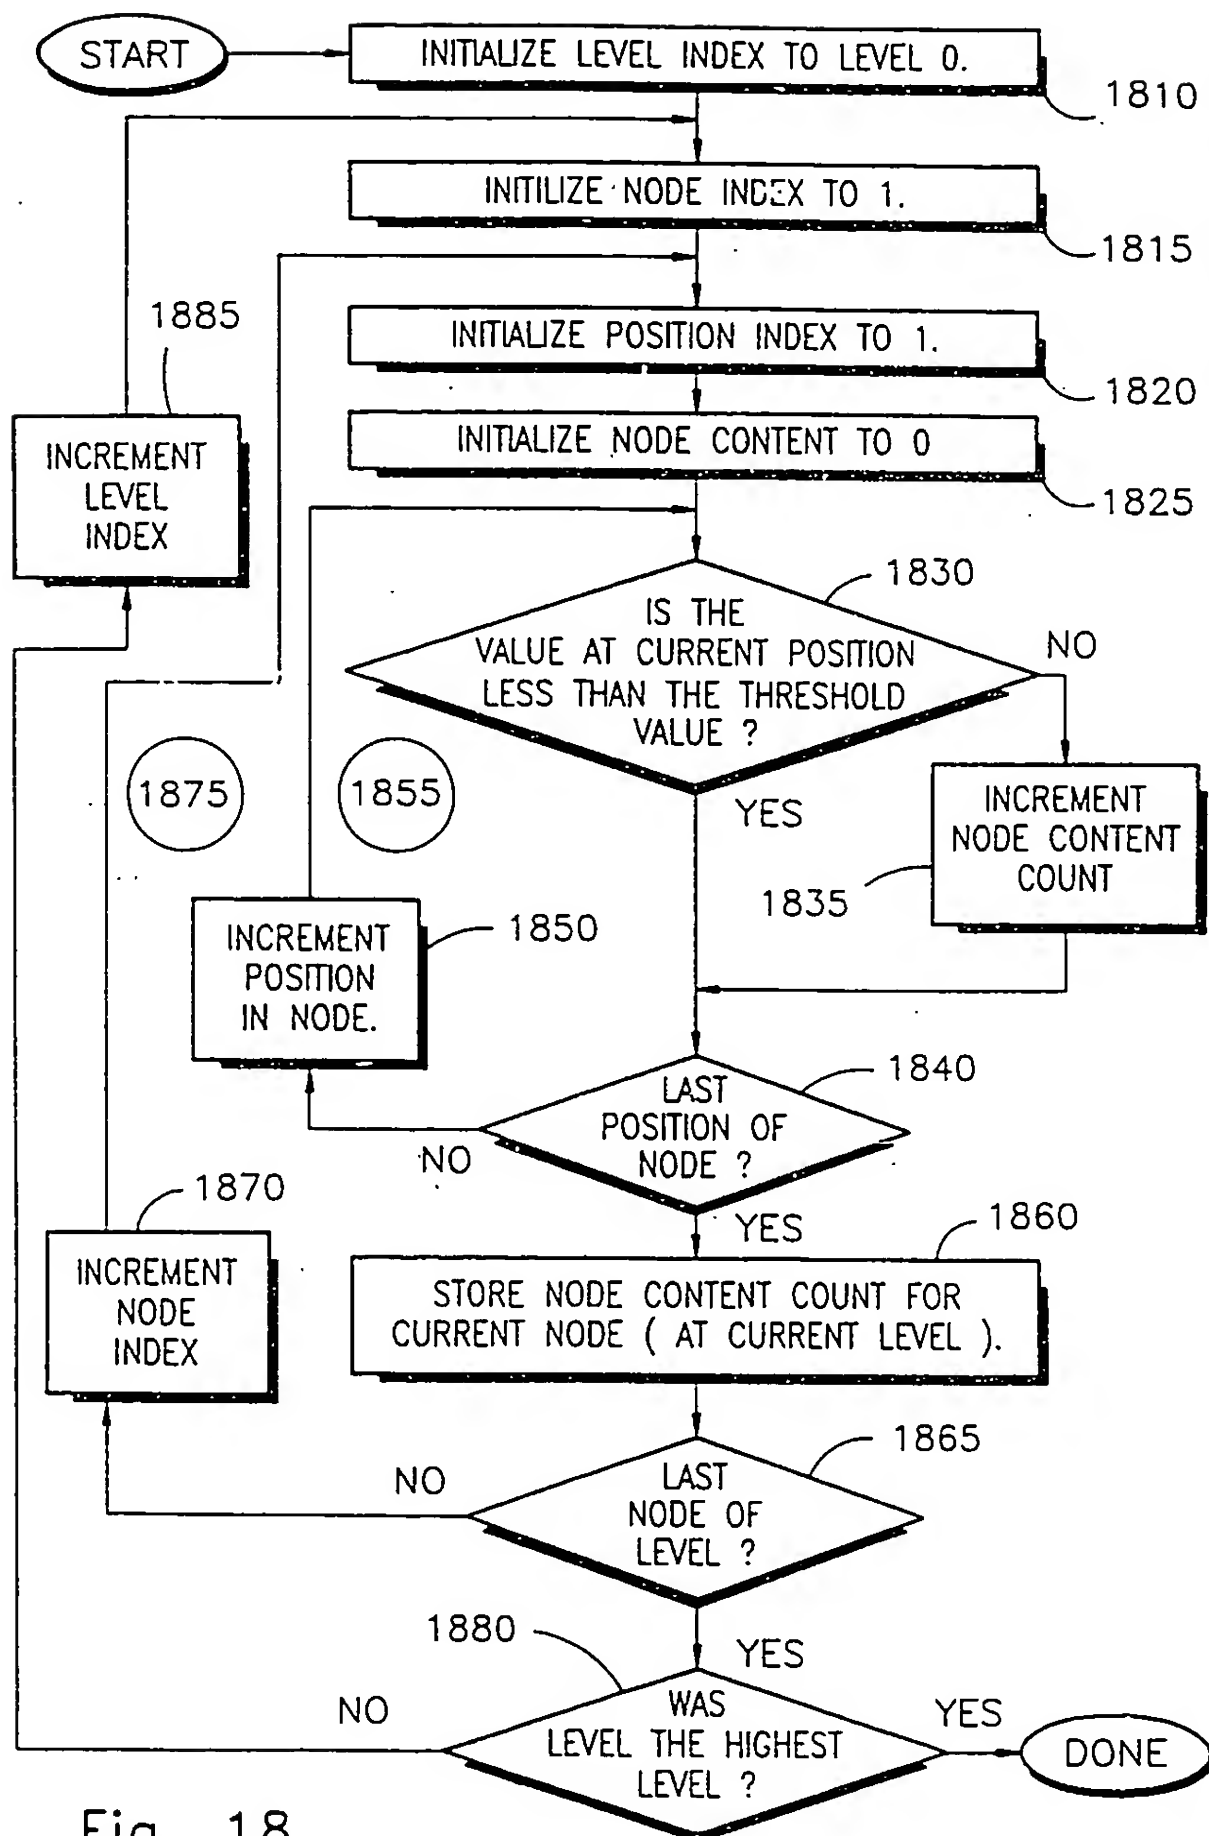 START
INITIALIZE LEVEL INDEX TO LEVEL 0.
1810
INITILIZE NODE INDEX TO 1.
1815
1885
INITIALIZE POSITION INDEX TO 1.
1820
INCREMENT
LEVEL
INDEX
INITIALIZE NODE CONTENT TO 0
1825
1830
IS THE
VALUE AT CURRENT POSITION
LESS THAN THE THRESHOLD
VALUE ?
NO
YES
1875
1855
INCREMENT
NODE CONTENT
COUNT
1835
1850
INCREMENT
POSITION
IN NODE.
1840
LAST
POSITION OF
NODE ?
NO
YES
1870
INCREMENT
NODE
INDEX
1860
STORE NODE CONTENT COUNT FOR
CURRENT NODE ( AT CURRENT LEVEL ).
1865
LAST
NODE OF
LEVEL ?
NO
YES
1880
WAS
LEVEL THE HIGHEST
LEVEL ?
NO
YES
DONE
Fig. 18